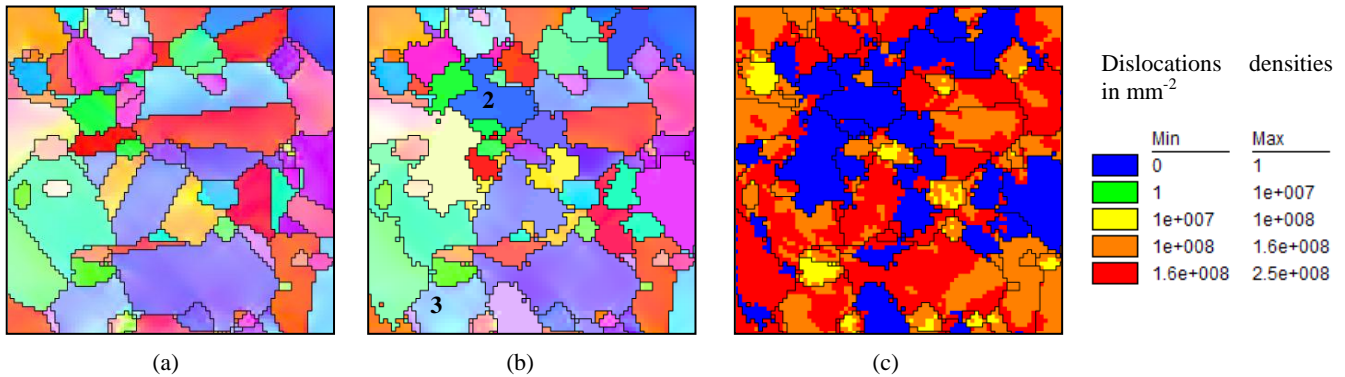 2
3
(a)
(b)
(c)
Dislocations densities
in mm-2
Min Max
0 1
1 1e+007
1e+007 1e+008
1e+008 1.6e+008
1.6e+008 2.5e+008